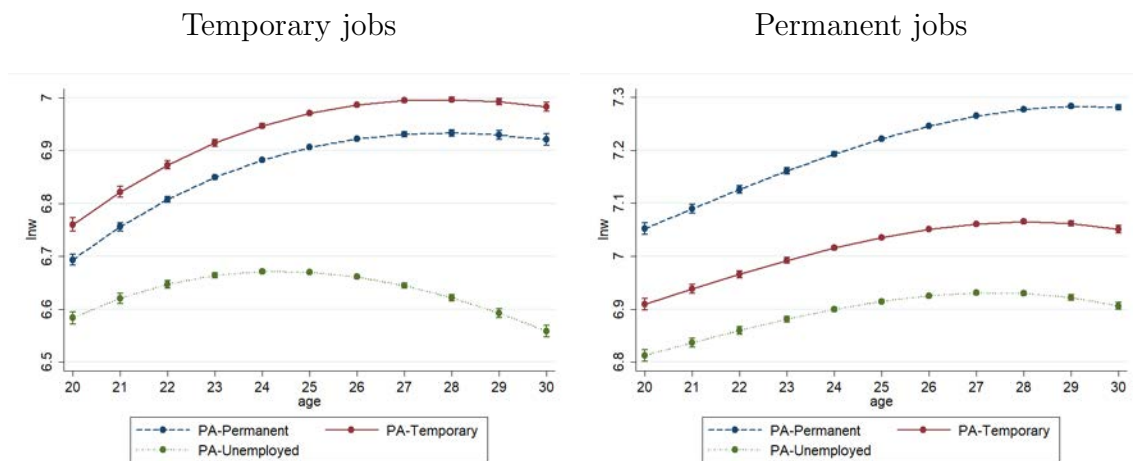 Temporary jobs
Permanent jobs
7
6.9
6.8
6.7
6.6
6.5
lnw
20 21 22 23 24 25 26 27 28 29 30
age
PA-Permanent PA-Temporary
PA-Unemployed
7.3
7.2
7.1
7
6.9
6.8
lnw
20 21 22 23 24 25 26 27 28 29 30
age
PA-Permanent PA-Temporary
PA-Unemployed